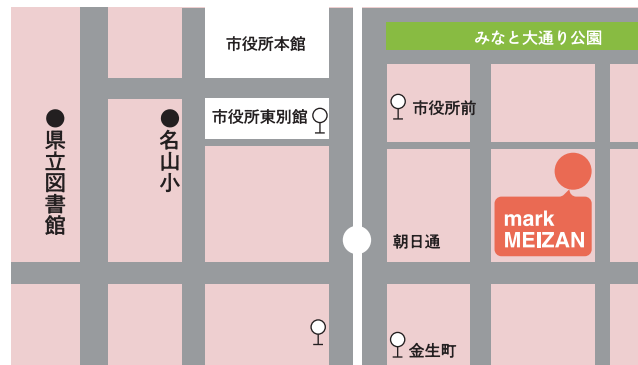 みなと大通り公園
市役所本館
市役所東別館
市役所前
県立図書館
名山小
mark
MEIZAN
朝日通
金生町